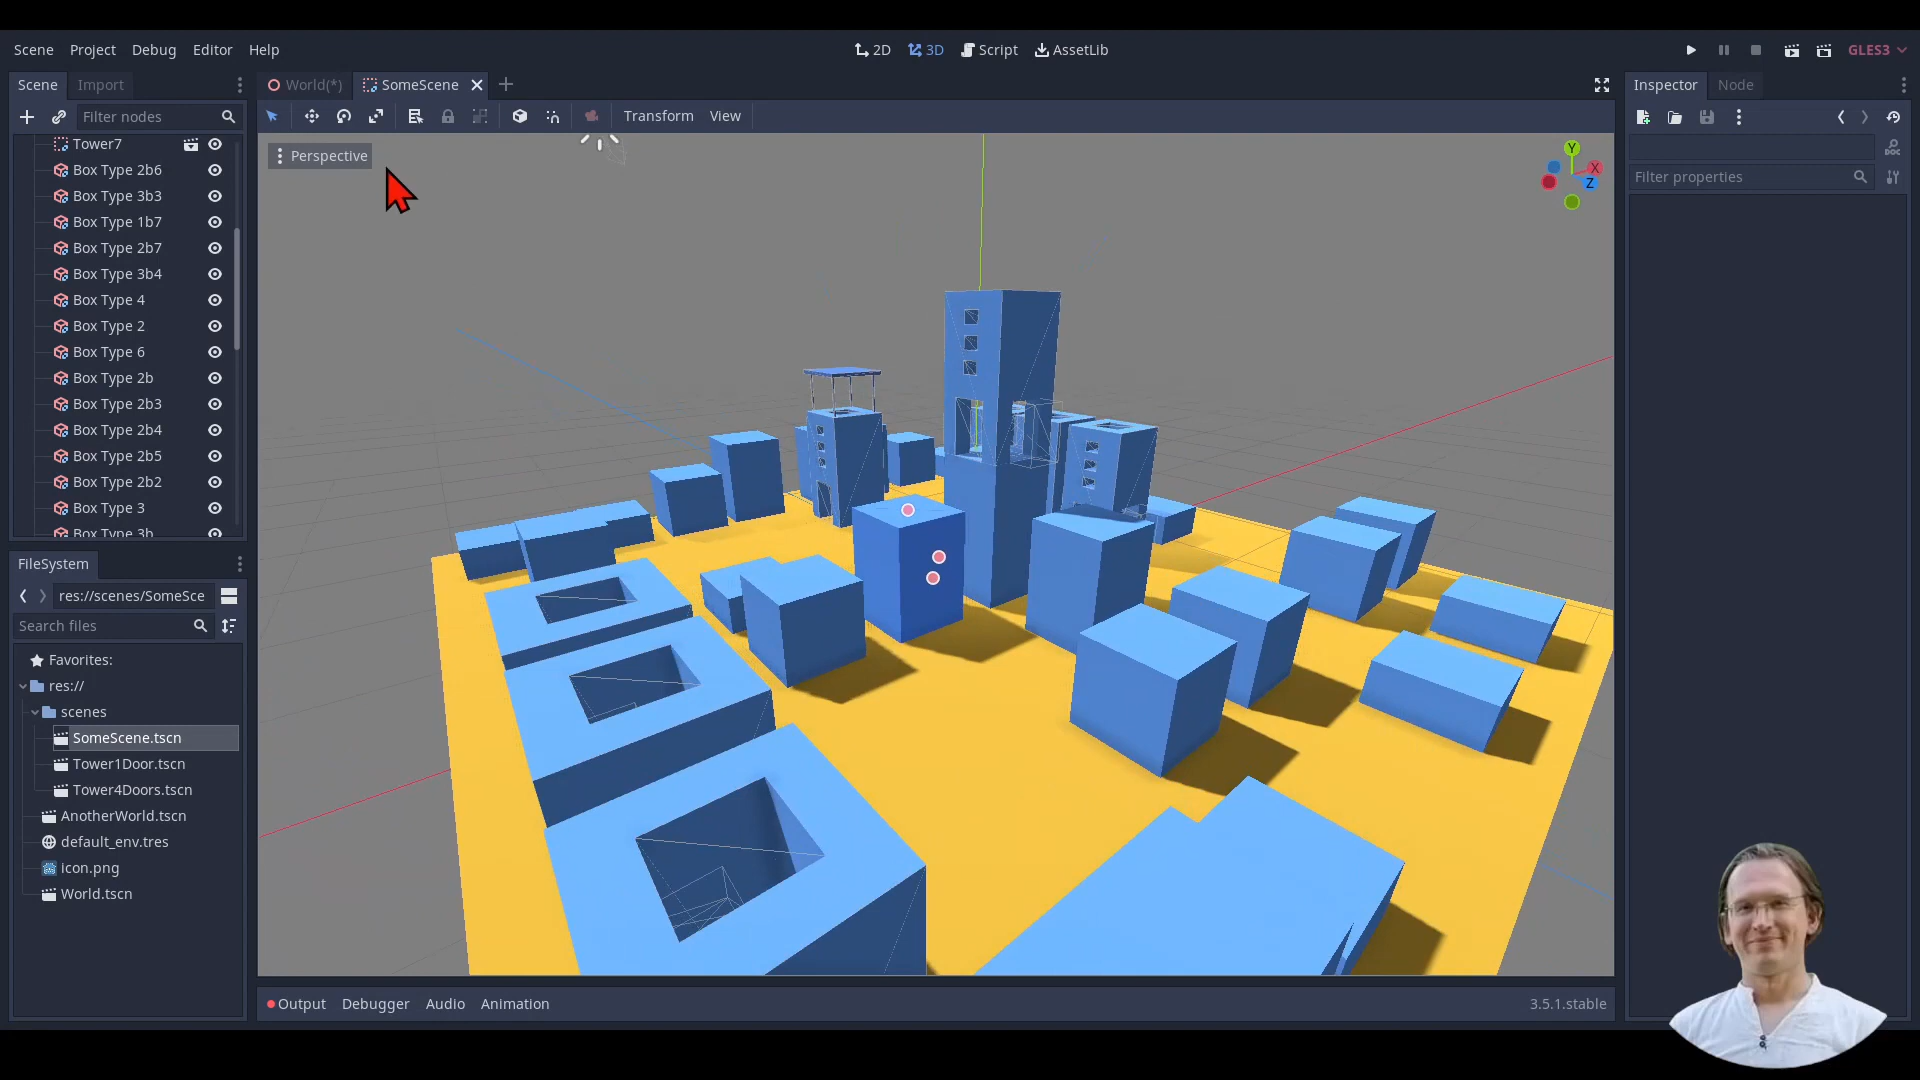 Scene Project Debug Editor Help
2D 3D Script AssetLib
GLES3
Scene Import
World(*) SomeScene
Inspector Node
Filter nodes
Transform View
Tower7
Perspective
Y
X
Z
Box Type 2b6
Filter properties
Box Type 3b3
Box Type 1b7
Box Type 2b7
Box Type 3b4
Box Type 4
Box Type 2
Box Type 6
Box Type 2b
Box Type 2b3
Box Type 2b4
Box Type 2b5
Box Type 2b2
Box Type 3
Box Type 3b
FileSystem
res://scenes/SomeSce
Search files
Favorites:
res://
scenes
SomeScene.tscn
Tower1Door.tscn
Tower4Doors.tscn
AnotherWorld.tscn
default_env.tres
icon.png
World.tscn
Output Debugger Audio Animation
3.5.1.stable